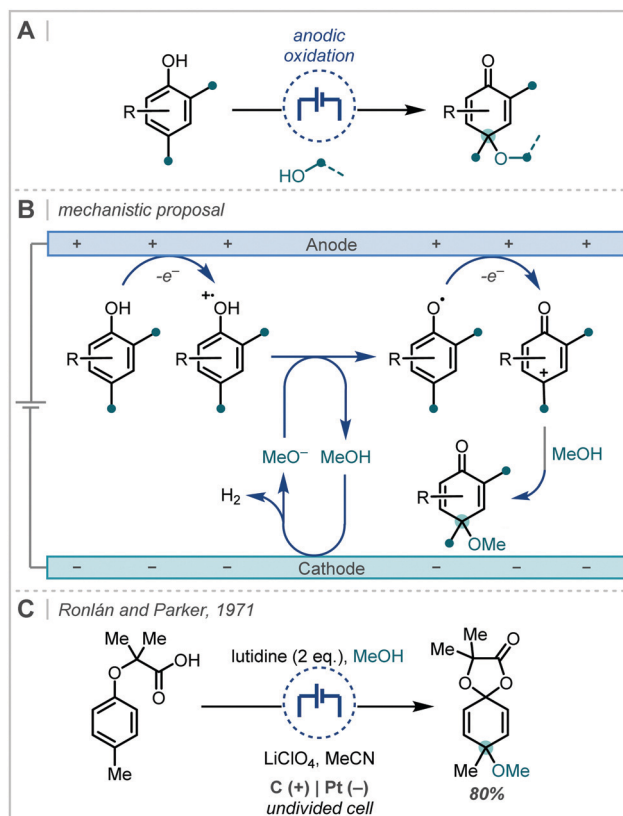 A
anodic
oxidation
OH
R
HO
O
R
O
B mechanistic proposal
+ + + Anode + + +
-e⁻ -e⁻
OH
R
+•
OH
R
O•
R
O
R
+
MeO⁻ MeOH
MeOH
H₂
O
R
OMe
− − − Cathode − − −
C Ronlán and Parker, 1971
Me Me
O OH
O
Me
lutidine (2 eq.), MeOH
LiClO₄, MeCN
C (+) | Pt (–)
undivided cell
Me
Me O
O O
Me OMe
80%